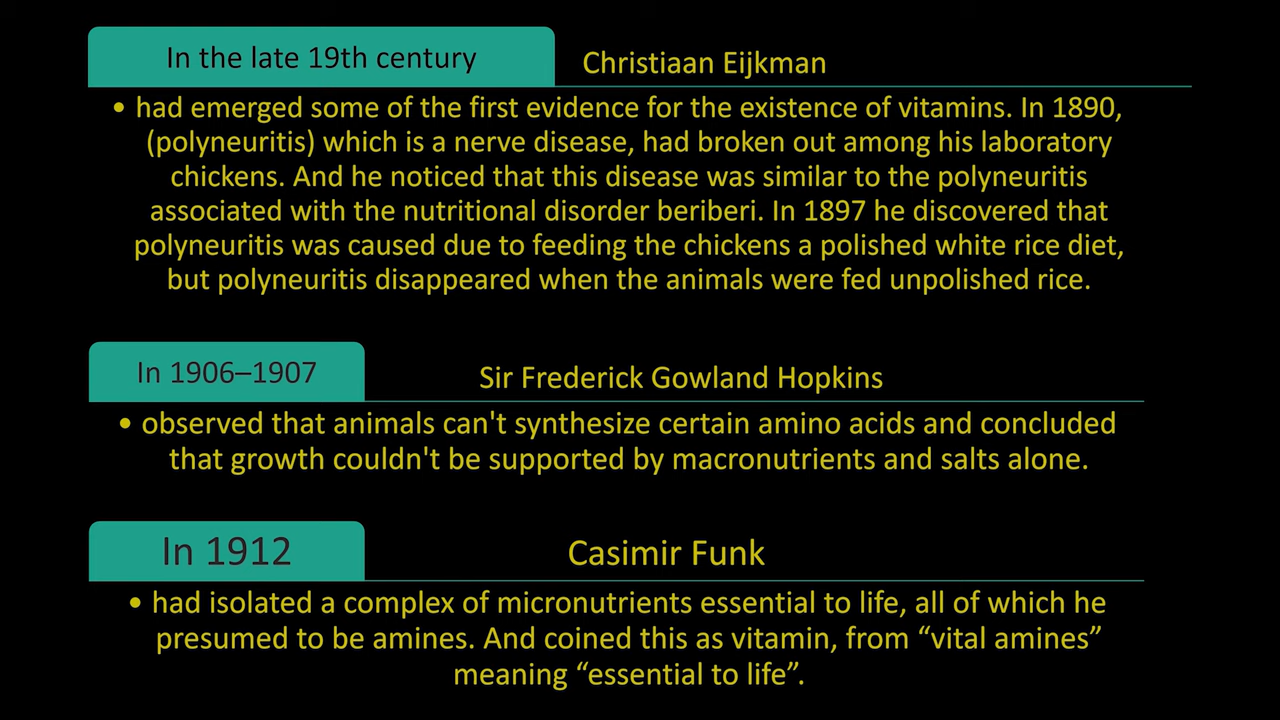 In the late 19th century
Christiaan Eijkman
• had emerged some of the first evidence for the existence of vitamins. In 1890,
(polyneuritis) which is a nerve disease, had broken out among his laboratory
chickens. And he noticed that this disease was similar to the polyneuritis
associated with the nutritional disorder beriberi. In 1897 he discovered that
polyneuritis was caused due to feeding the chickens a polished white rice diet,
but polyneuritis disappeared when the animals were fed unpolished rice.
In 1906–1907
Sir Frederick Gowland Hopkins
• observed that animals can't synthesize certain amino acids and concluded
that growth couldn't be supported by macronutrients and salts alone.
In 1912
Casimir Funk
• had isolated a complex of micronutrients essential to life, all of which he
presumed to be amines. And coined this as vitamin, from “vital amines”
meaning “essential to life”.